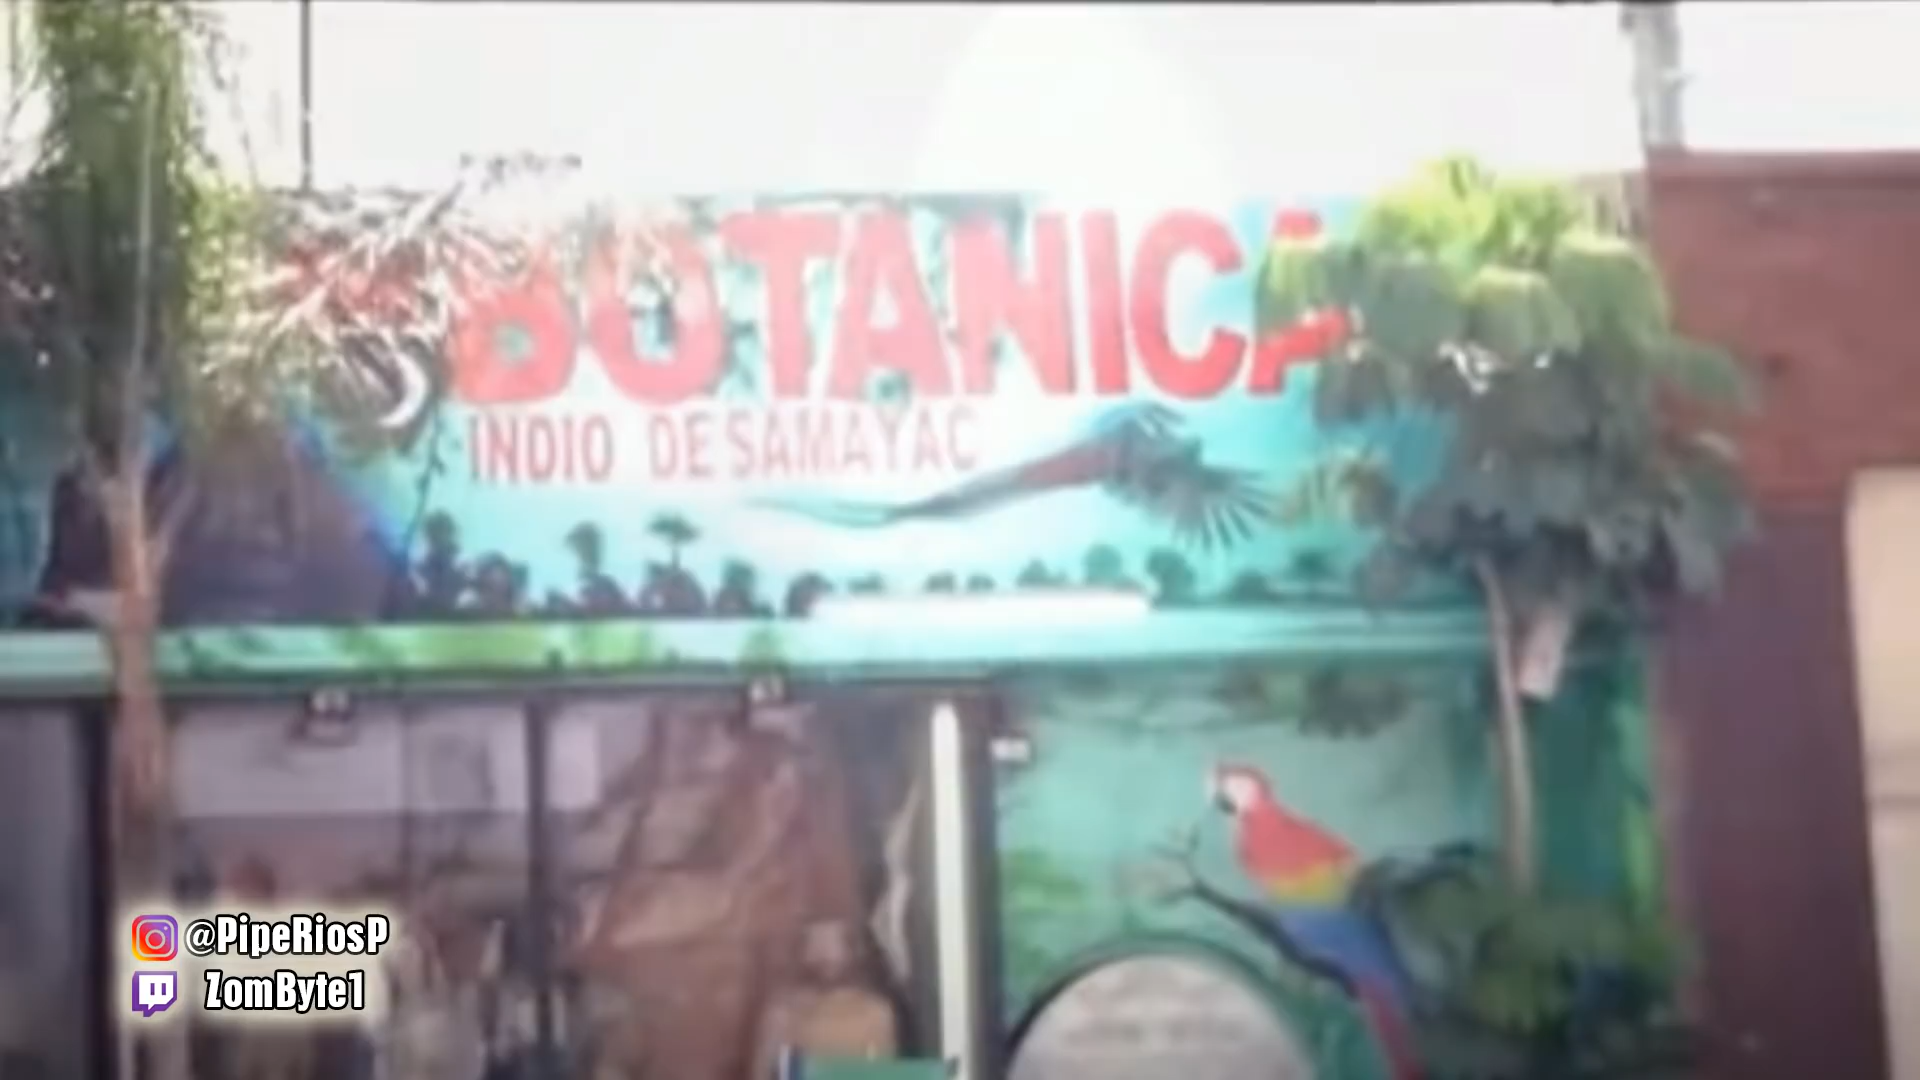 BOTANICA
INDIO DE SAMAYAC
@PipeRiosP
ZomByte1